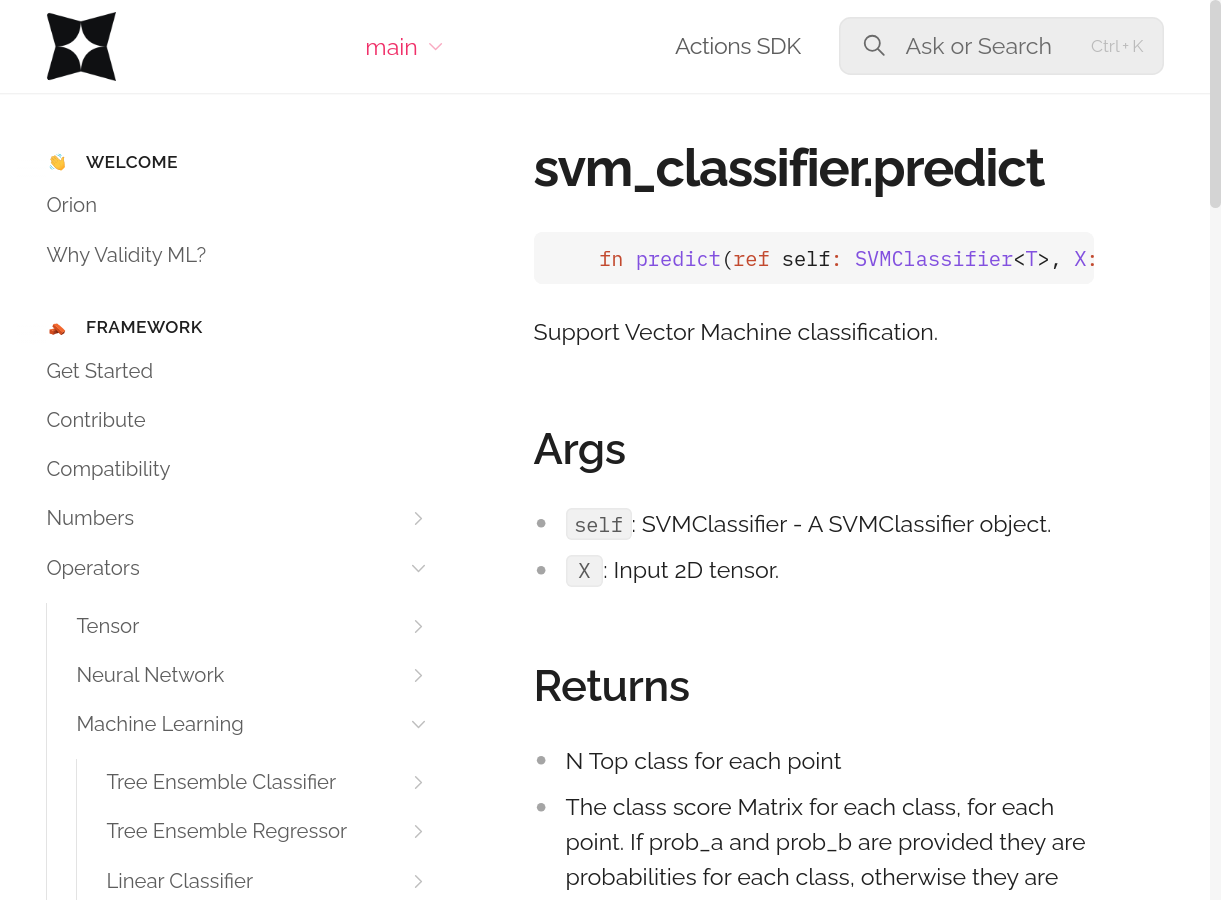 main
Actions SDK
Ask or Search
Ctrl + K
👋 WELCOME
Orion
Why Validity ML?
🧱 FRAMEWORK
Get Started
Contribute
Compatibility
Numbers
Operators
Tensor
Neural Network
Machine Learning
Tree Ensemble Classifier
Tree Ensemble Regressor
Linear Classifier
svm_classifier.predict
fn predict(ref self: SVMClassifier<T>, X:
Support Vector Machine classification.
Args
self: SVMClassifier - A SVMClassifier object.
X: Input 2D tensor.
Returns
N Top class for each point
The class score Matrix for each class, for each
point. If prob_a and prob_b are provided they are
probabilities for each class, otherwise they are